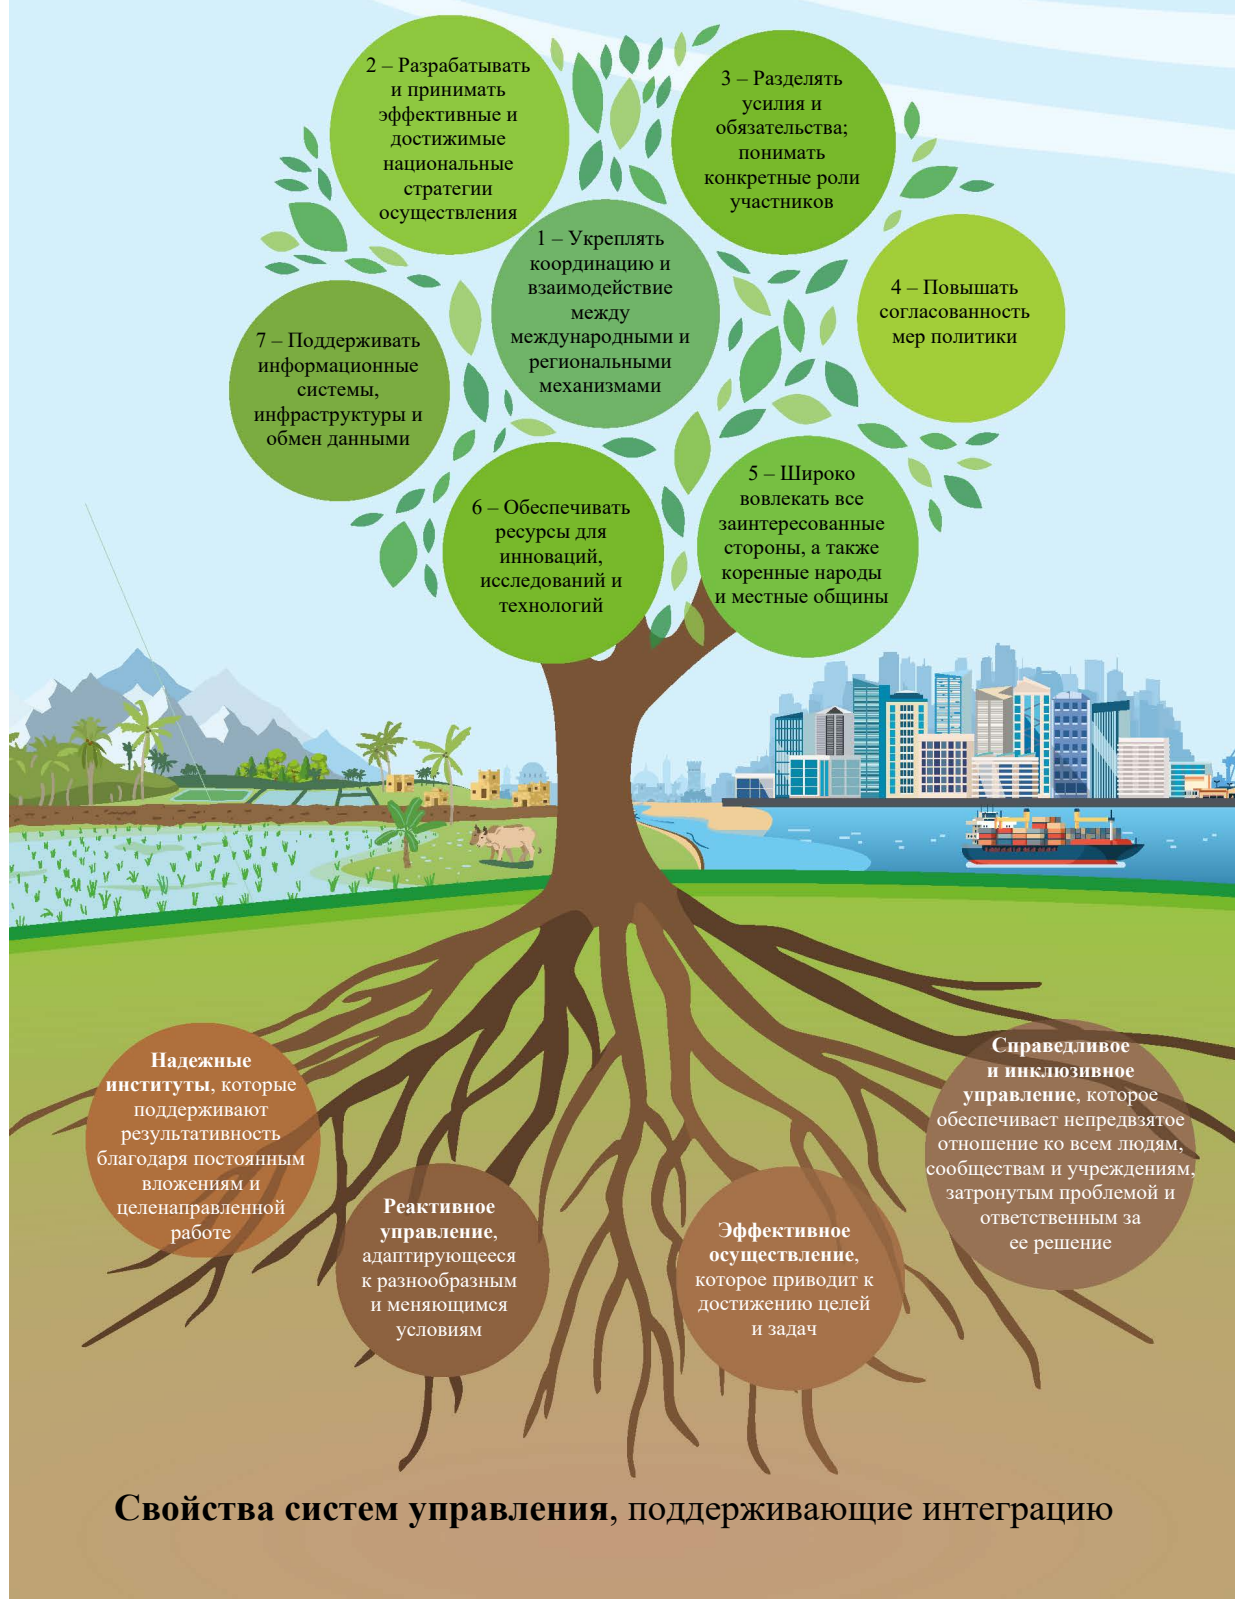 2 – Разрабатывать
и принимать
эффективные и
достижимые
национальные
стратегии
осуществления
3 – Разделять
усилия и
обязательства;
понимать
конкретные роли
участников
1 – Укреплять
координацию и
взаимодействие
между
международными и
региональными
механизмами
4 – Повышать
согласованность
мер политики
7 – Поддерживать
информационные
системы,
инфраструктуры и
обмен данными
6 – Обеспечивать
ресурсы для
инноваций,
исследований и
технологий
5 – Широко
вовлекать все
заинтересованные
стороны, а также
коренные народы
и местные общины
Надежные
институты, которые
поддерживают
результативность
благодаря постоянным
вложениям и
целенаправленной
работе
Реактивное
управление,
адаптирующееся
к разнообразным
и меняющимся
условиям
Эффективное
осуществление,
которое приводит к
достижению целей
и задач
Справедливое
и инклюзивное
управление, которое
обеспечивает непредвзятое
отношение ко всем людям,
сообществам и учреждениям,
затронутым проблемой и
ответственным за
ее решение
Свойства систем управления, поддерживающие интеграцию